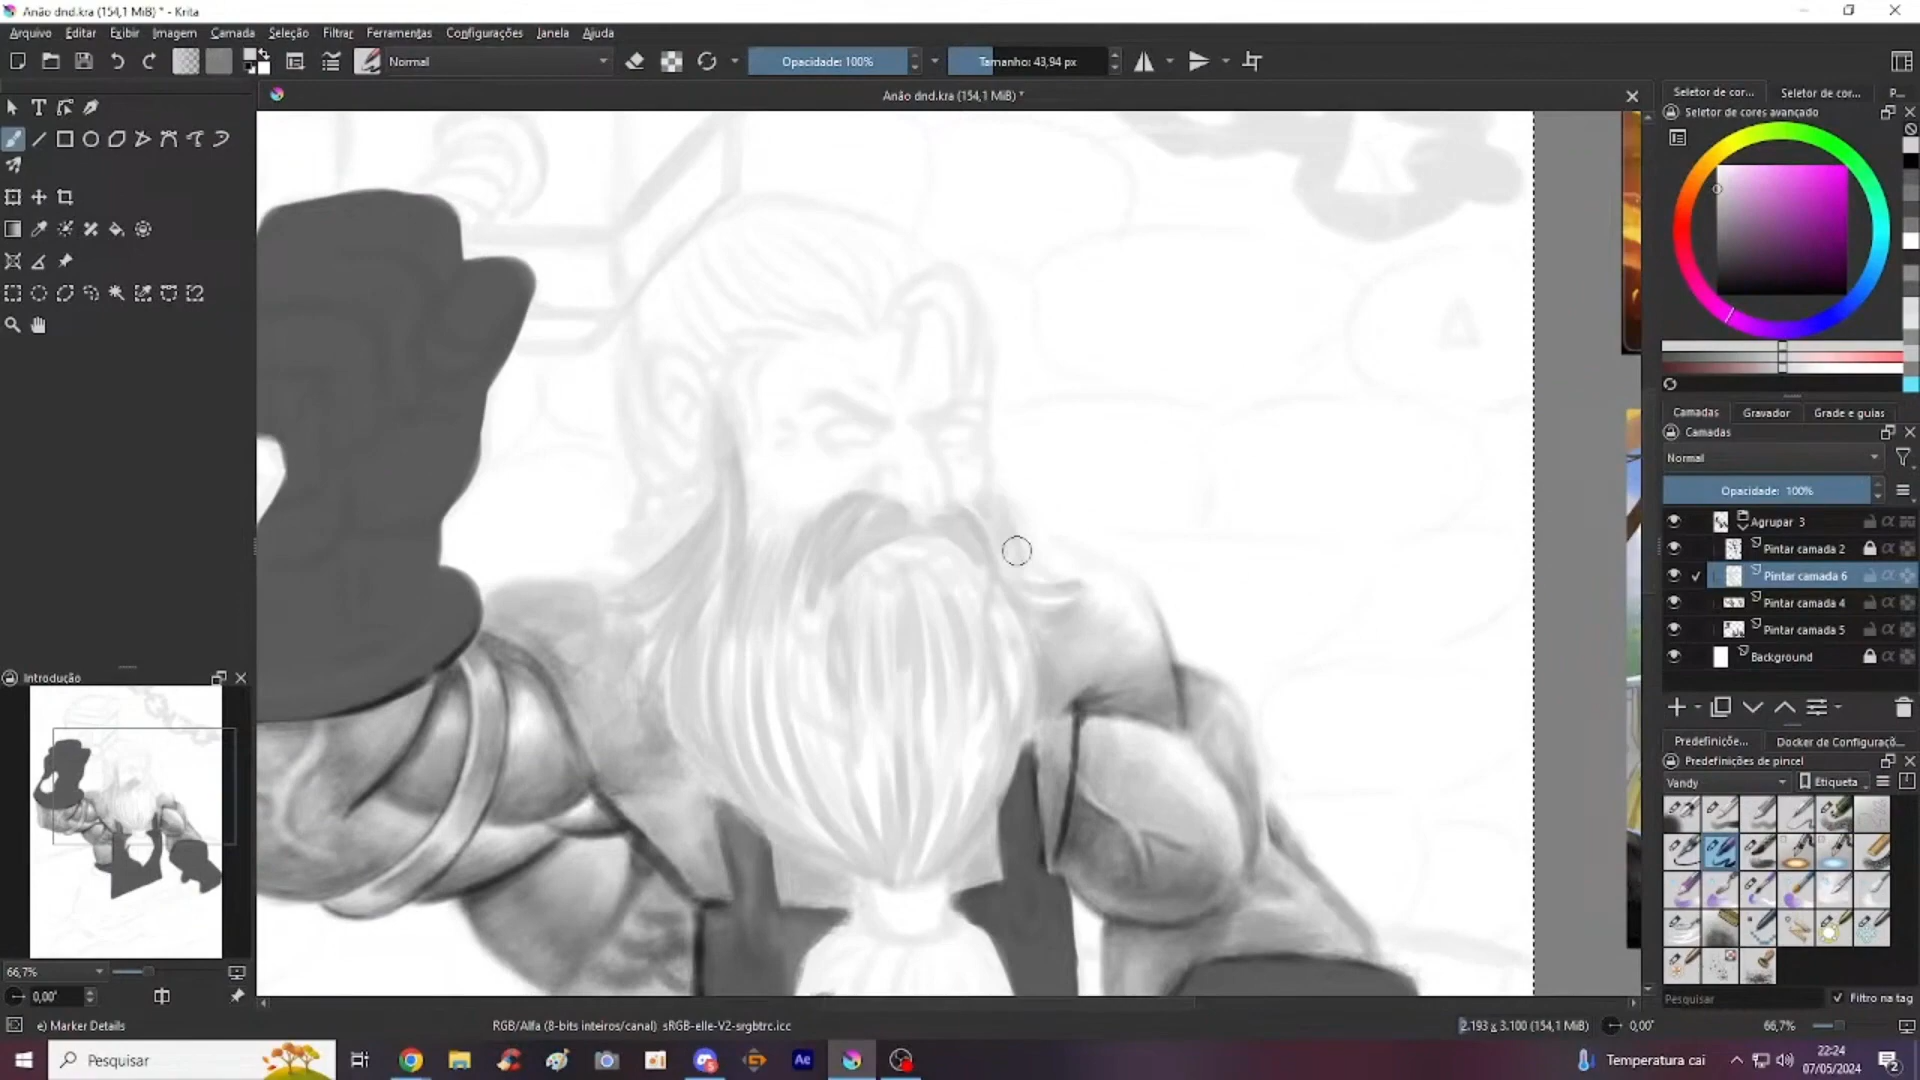 Anão dnd.kra (154,1 MiB) * - Krita
Arquivo Editar Exibir Imagem Camada Seleção Filtrar Ferramentas Configurações Janela Ajuda
Normal
Opacidade: 100%
Tamanho: 43,94 px
Anão dnd.kra (154,1 MiB) *
Seletor de cor... Seletor de cor... P...
Seletor de cores avançado
Camadas Gravador Grade e guias
Camadas
Normal
Opacidade: 100%
Agrupar 3
Pintar camada 2
Pintar camada 6
Pintar camada 4
Pintar camada 5
Background
Introdução
Predefiniçõe... Docker de Configuraçõ...
Predefinições de pincel
Vandy
Etiqueta
Pesquisar
Filtro na tag
66,7%
0,00°
e) Marker Details
RGB/Alfa (8-bits inteiros/canal) sRGB-elle-V2-srgbtrc.icc
2.193 x 3.100 (154,1 MiB)
0,00°
66,7%
Pesquisar
Ae
Temperatura cai
22:24
07/05/2024
2